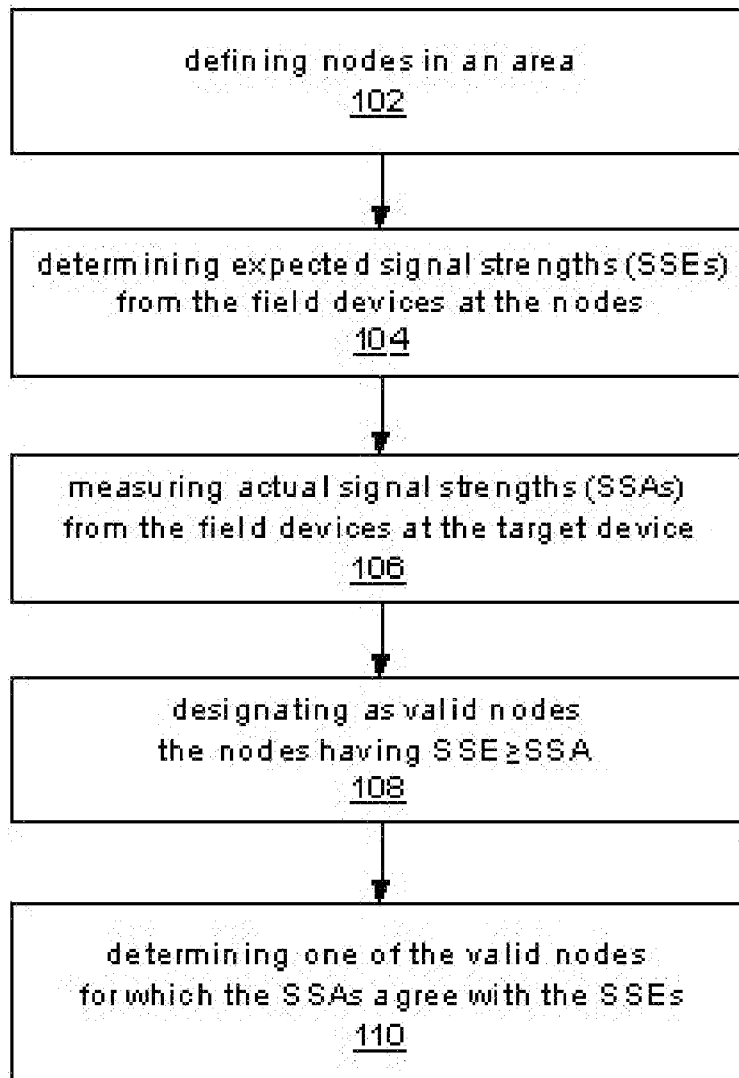 defining nodes in an area
102
determining expected signal strengths (SSEs)
from the field devices at the nodes
104
measuring actual signal strengths (SSAs)
from the field devices at the target device
106
designating as valid nodes
the nodes having SSE≥SSA
108
determining one of the valid nodes
for which the SSAs agree with the SSEs
110